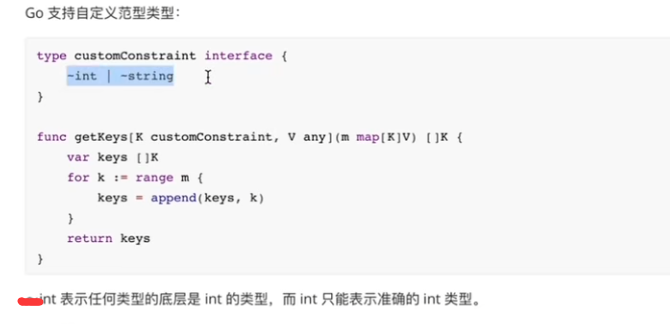 Go 支持自定义范型类型：
type customConstraint interface {
~int | ~string
}
func getKeys[K customConstraint, V any](m map[K]V) []K {
var keys []K
for k := range m {
keys = append(keys, k)
}
return keys
}
int 表示任何类型的底层是 int 的类型，而 int 只能表示准确的 int 类型。